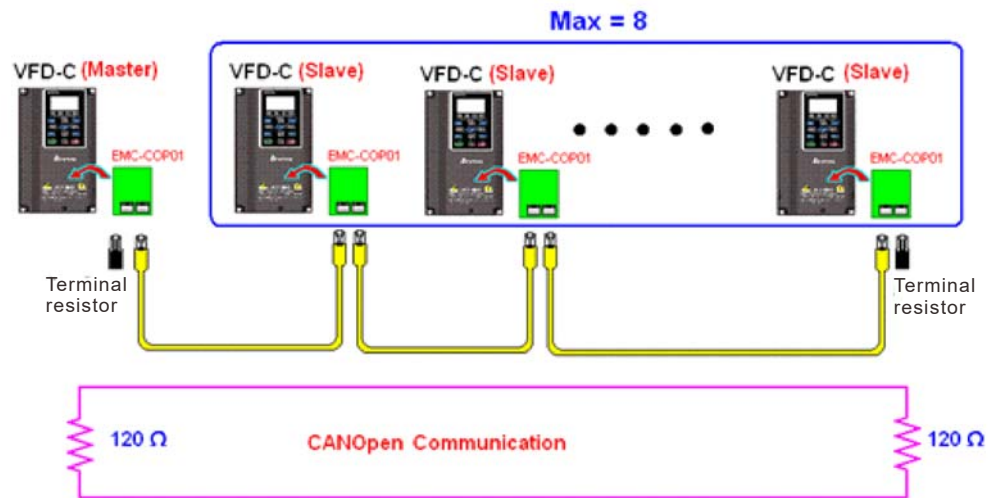 Max = 8
VFD-C (Master)
VFD-C (Slave)
VFD-C (Slave)
VFD-C (Slave)
EMC-COP01
EMC-COP01
EMC-COP01
EMC-COP01
Terminal
resistor
Terminal
resistor
120 Ω
CANOpen Communication
120 Ω